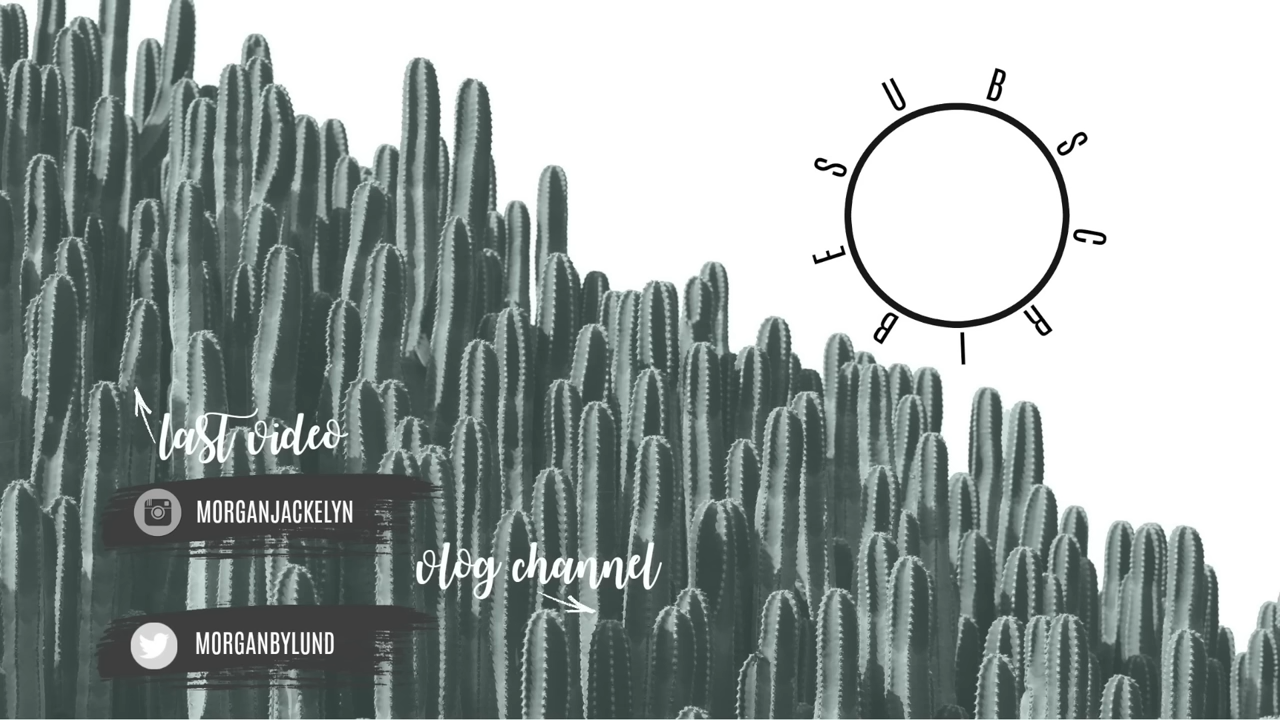 SUBSCRIBE
last video
MORGANJACKELYN
vlog channel
MORGANBYLUND